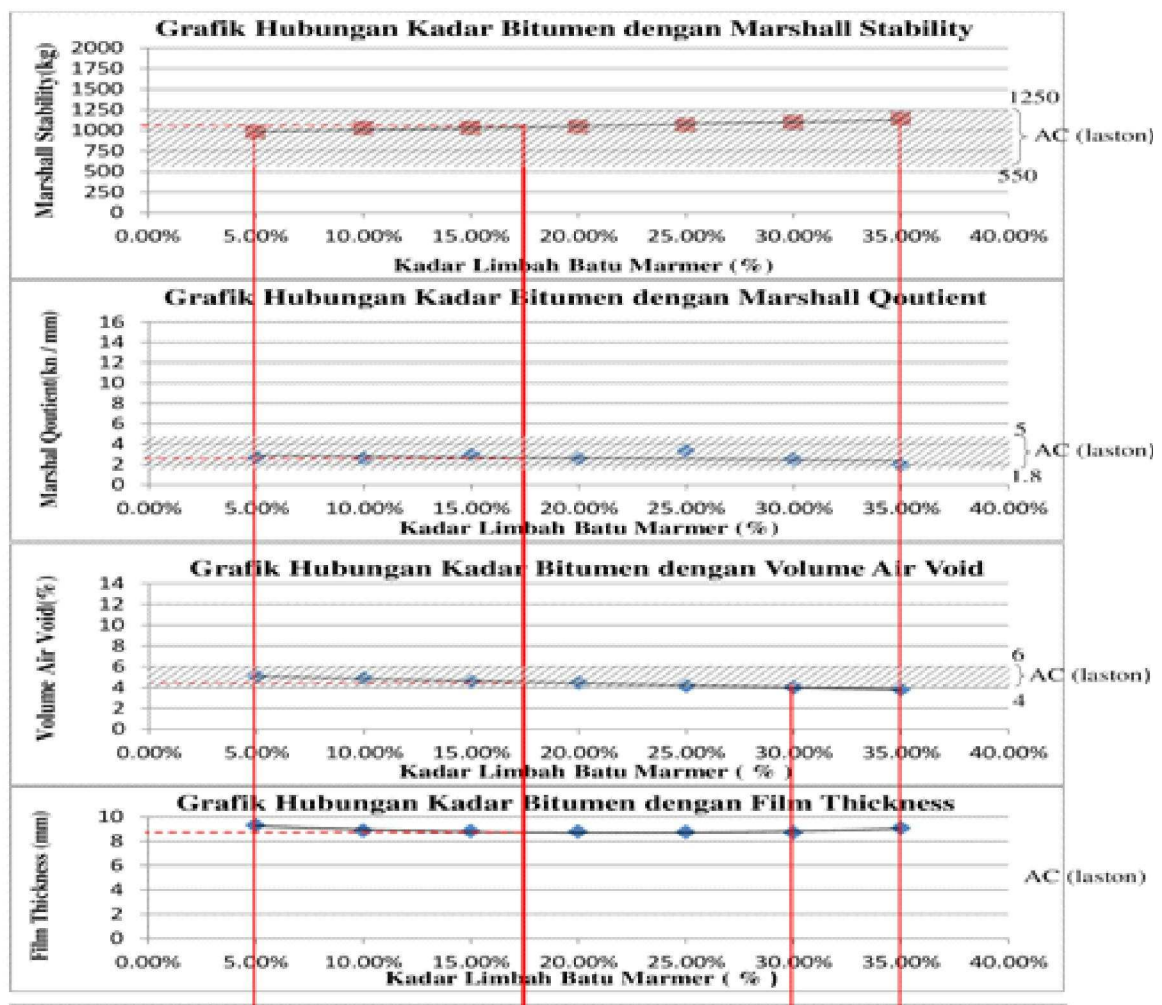 Grafik Hubungan Kadar Bitumen dengan Marshall Stability
Marshall Stability(kg)
2000
1750
1500
1250
1000
750
500
250
0
1250
AC (laston)
550
0.00% 5.00% 10.00% 15.00% 20.00% 25.00% 30.00% 35.00% 40.00%
Kadar Limbah Batu Marmer (%)
Grafik Hubungan Kadar Bitumen dengan Marshall Qoutient
Marshal Qoutient(kn / mm)
16
14
12
10
8
6
4
2
0
5
AC (laston)
1.8
0.00% 5.00% 10.00% 15.00% 20.00% 25.00% 30.00% 35.00% 40.00%
Kadar Limbah Batu Marmer (%)
Grafik Hubungan Kadar Bitumen dengan Volume Air Void
Volume Air Void(%)
14
12
10
8
6
4
2
0
6
AC (laston)
4
0.00% 5.00% 10.00% 15.00% 20.00% 25.00% 30.00% 35.00% 40.00%
Kadar Limbah Batu Marmer ( % )
Grafik Hubungan Kadar Bitumen dengan Film Thickness
Film Thickness (mm)
10
8
6
4
2
0
AC (laston)
0.00% 5.00% 10.00% 15.00% 20.00% 25.00% 30.00% 35.00% 40.00%
Kadar Limbah Batu Marmer ( % )